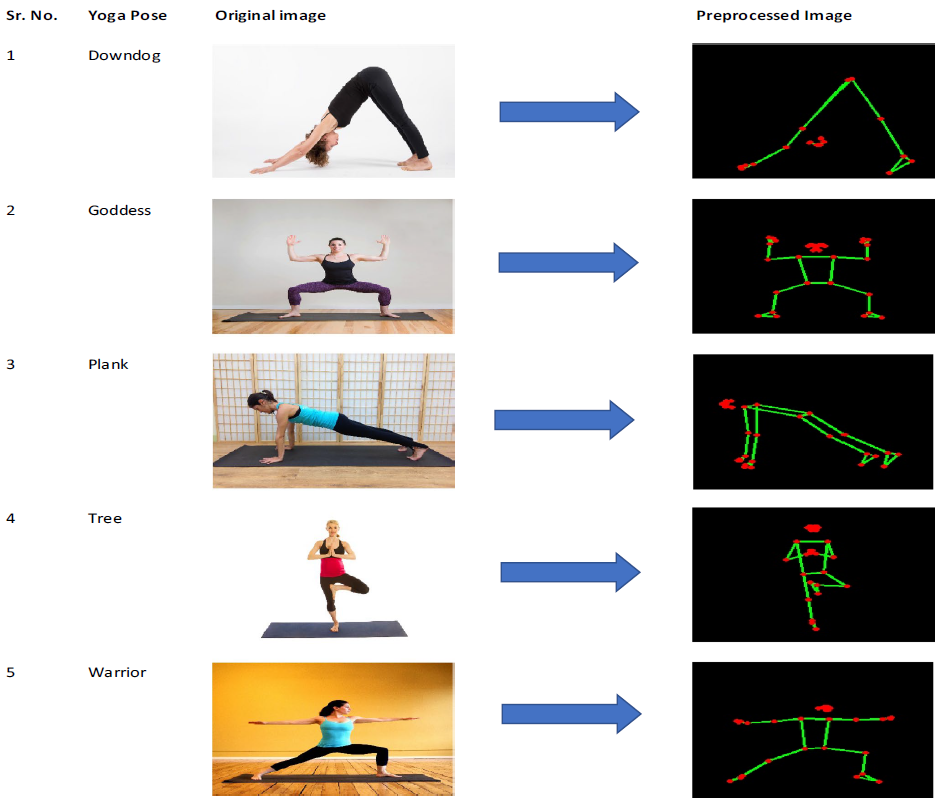 Sr. No. Yoga Pose Original image Preprocessed Image
1 Downdog
2 Goddess
3 Plank
4 Tree
5 Warrior